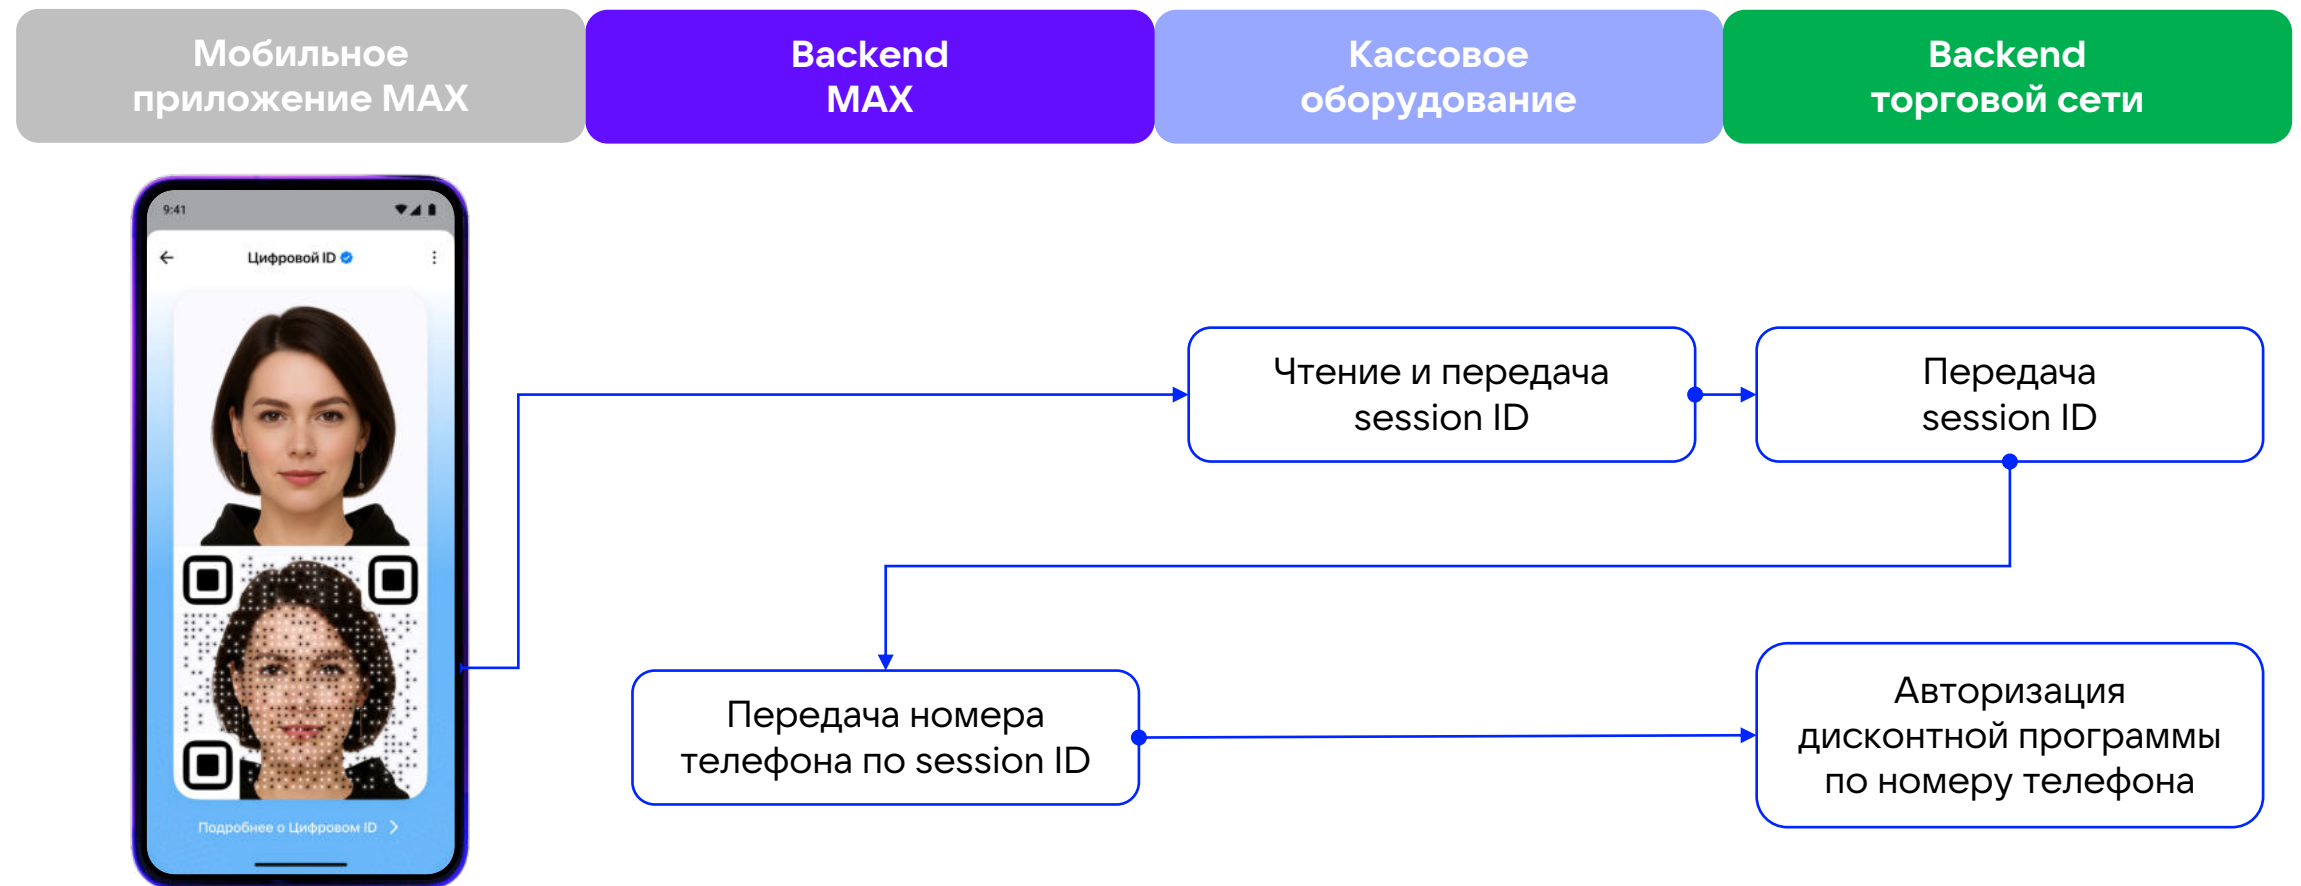 Мобильное
приложение MAX
Backend
MAX
Кассовое
оборудование
Backend
торговой сети
9:41
Цифровой ID
Чтение и передача
session ID
Передача
session ID
Передача номера
телефона по session ID
Авторизация
дисконтной программы
по номеру телефона
Подробнее о Цифровом ID